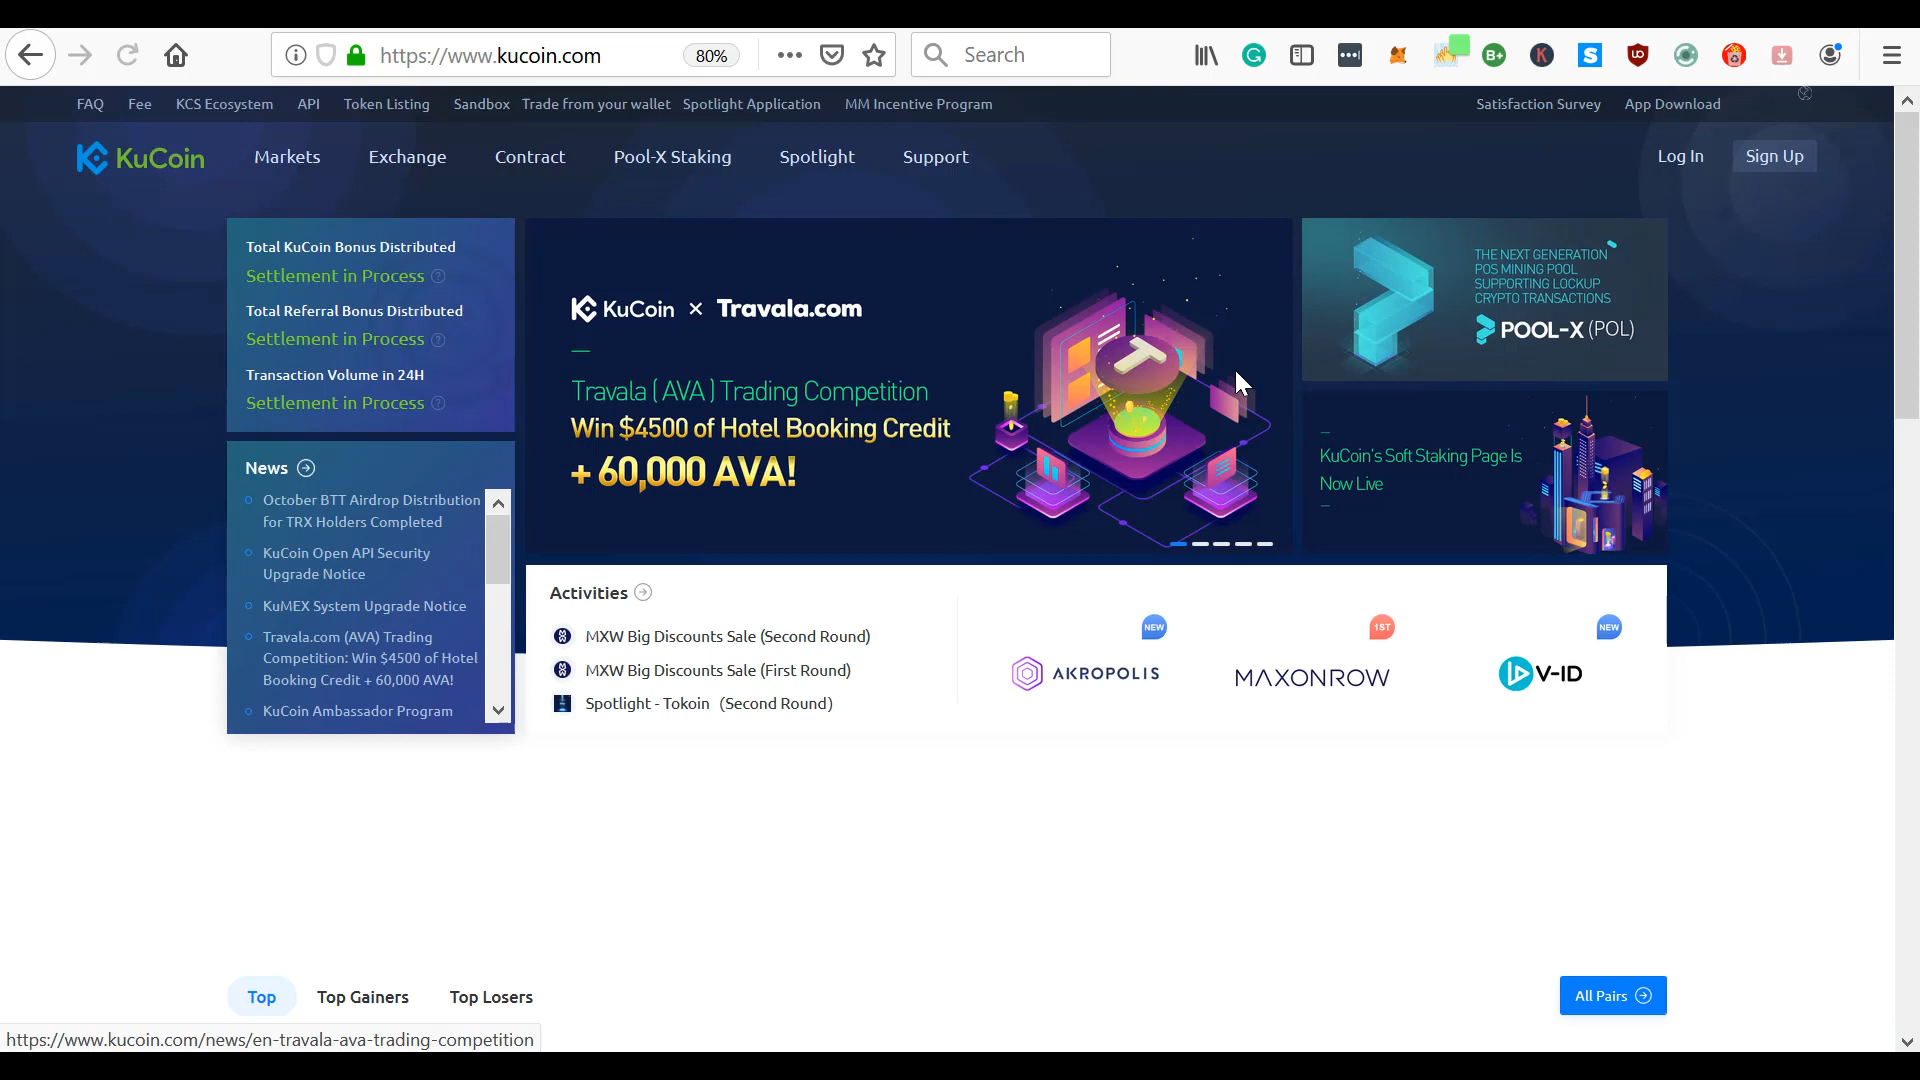 https://www.kucoin.com
80%
Search
FAQ Fee KCS Ecosystem API Token Listing Sandbox Trade from your wallet Spotlight Application MM Incentive Program Satisfaction Survey App Download
KuCoin Markets Exchange Contract Pool-X Staking Spotlight Support Log In Sign Up
Total KuCoin Bonus Distributed
Settlement in Process ?
Total Referral Bonus Distributed
Settlement in Process ?
Transaction Volume in 24H
Settlement in Process ?
News
October BTT Airdrop Distribution
for TRX Holders Completed
KuCoin Open API Security
Upgrade Notice
KuMEX System Upgrade Notice
Travala.com (AVA) Trading
Competition: Win $4500 of Hotel
Booking Credit + 60,000 AVA!
KuCoin Ambassador Program
KuCoin × Travala.com
Travala ( AVA ) Trading Competition
Win $4500 of Hotel Booking Credit
+ 60,000 AVA!
THE NEXT GENERATION
POS MINING POOL
SUPPORTING LOCKUP
CRYPTO TRANSACTIONS
POOL-X (POL)
KuCoin's Soft Staking Page Is
Now Live
Activities
MXW Big Discounts Sale (Second Round)
MXW Big Discounts Sale (First Round)
Spotlight - Tokoin （Second Round）
NEW
AKROPOLIS
1ST
MAXONROW
NEW
V-ID
Top Top Gainers Top Losers
All Pairs
https://www.kucoin.com/news/en-travala-ava-trading-competition